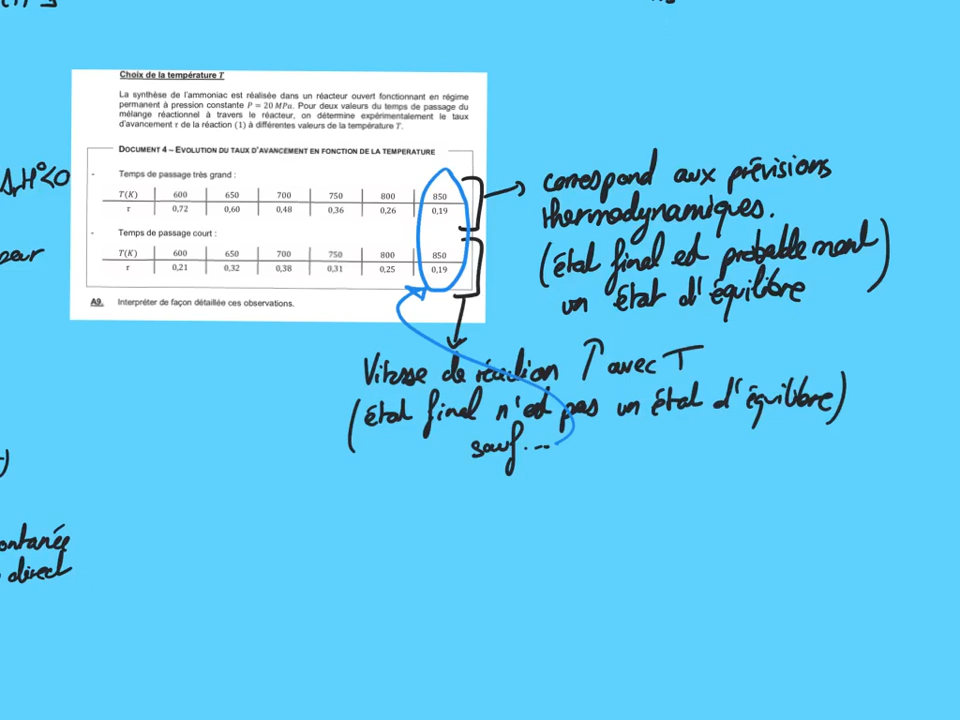 Choix de la température T
La synthèse de l'ammoniac est réalisée dans un réacteur ouvert fonctionnant en régime
permanent à pression constante P = 20 MPa. Pour deux valeurs du temps de passage du
mélange réactionnel à travers le réacteur, on détermine expérimentalement le taux
d'avancement τ de la réaction (1) à différentes valeurs de la température T.
DOCUMENT 4 – EVOLUTION DU TAUX D'AVANCEMENT EN FONCTION DE LA TEMPERATURE
- Temps de passage très grand :
T(K) 600 650 700 750 800 850
τ 0,72 0,60 0,48 0,36 0,26 0,19
- Temps de passage court :
T(K) 600 650 700 750 800 850
τ 0,21 0,32 0,38 0,31 0,25 0,19
A9. Interpréter de façon détaillée ces observations.
ΔrH°<0
correspond aux prévisions
thermodynamiques.
(état final est probablement)
un état d'équilibre
Vitesse de réaction ↑ avec T
(état final n'est pas un état d'équilibre)
sauf...
ontanée
direct